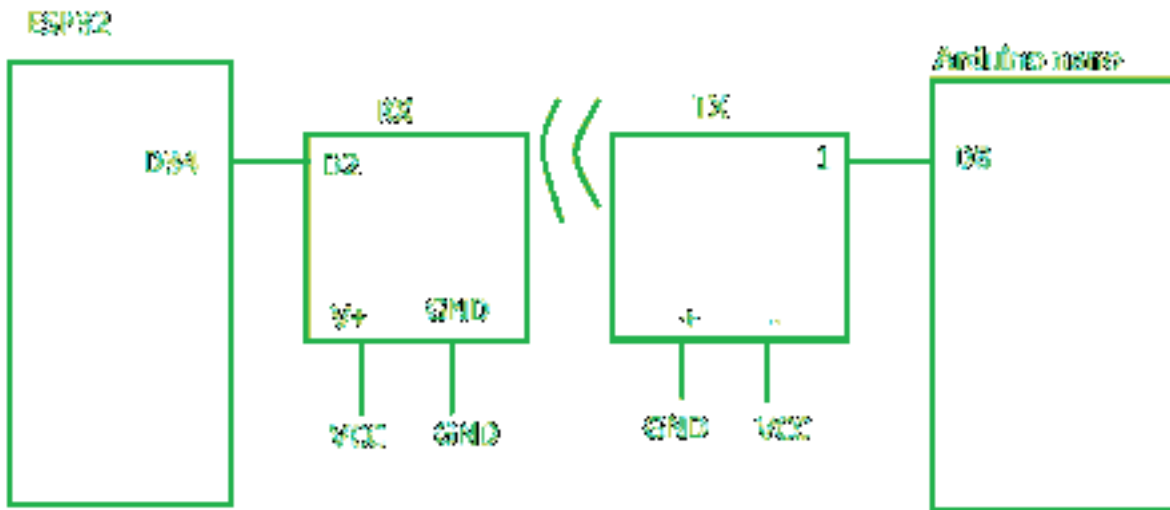 ESP32
Arduino nano
RX
TX
D34
D2
1
D6
V+
GND
+
-
VCC
GND
GND
VCC